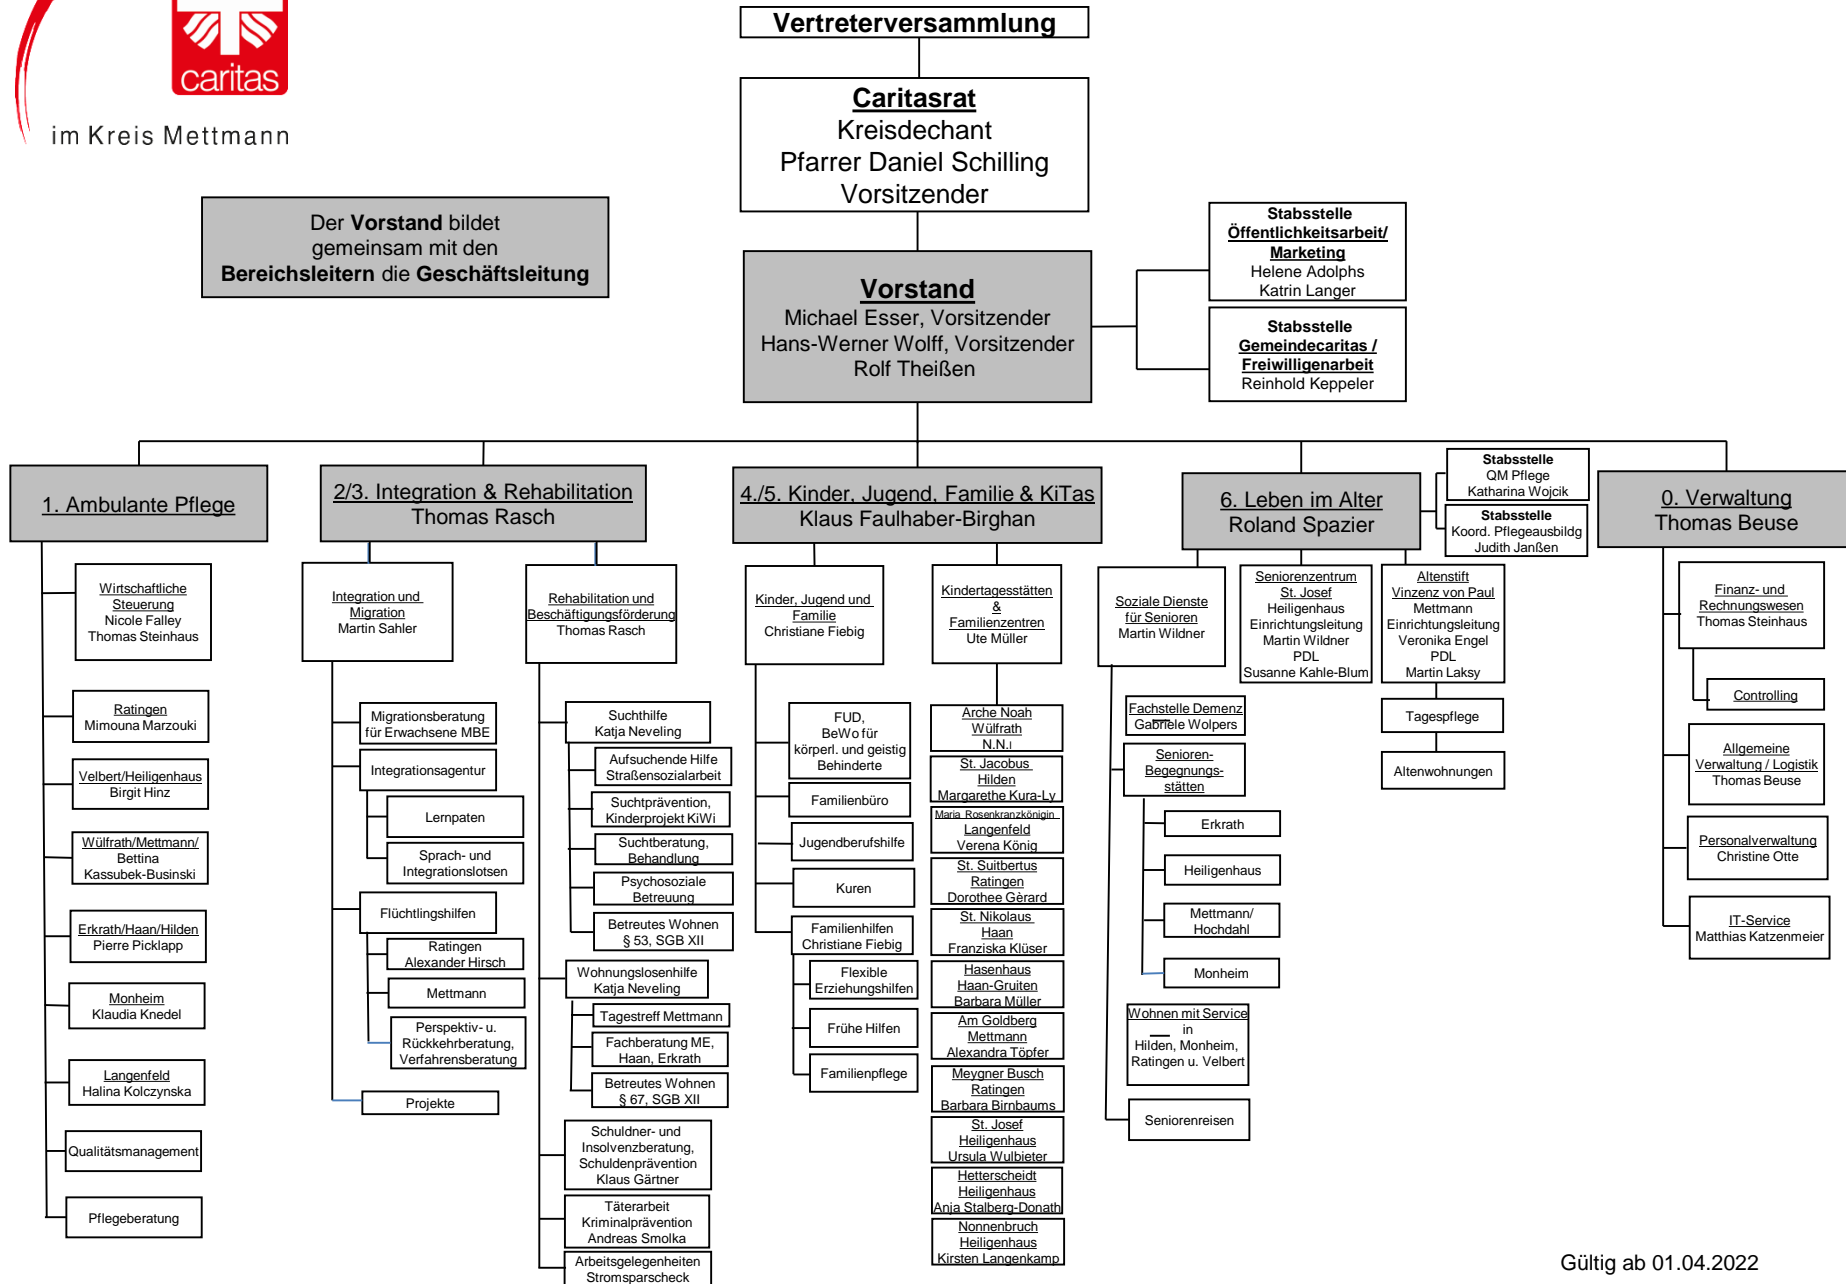 caritas
im Kreis Mettmann
Vertreterversammlung
Caritasrat
Kreisdechant
Pfarrer Daniel Schilling
Vorsitzender
Der Vorstand bildet
gemeinsam mit den
Bereichsleitern die Geschäftsleitung
Vorstand
Michael Esser, Vorsitzender
Hans-Werner Wolff, Vorsitzender
Rolf Theißen
Stabsstelle
Öffentlichkeitsarbeit/
Marketing
Helene Adolphs
Katrin Langer
Stabsstelle
Gemeindecaritas /
Freiwilligenarbeit
Reinhold Keppeler
1. Ambulante Pflege
Wirtschaftliche
Steuerung
Nicole Falley
Thomas Steinhaus
Ratingen
Mimouna Marzouki
Velbert/Heiligenhaus
Birgit Hinz
Wülfrath/Mettmann/
Bettina
Kassubek-Businski
Erkrath/Haan/Hilden
Pierre Picklapp
Monheim
Klaudia Knedel
Langenfeld
Halina Kolczynska
Qualitätsmanagement
Pflegeberatung
2/3. Integration & Rehabilitation
Thomas Rasch
Integration und
Migration
Martin Sahler
Migrationsberatung
für Erwachsene MBE
Integrationsagentur
Lernpaten
Sprach- und
Integrationslotsen
Flüchtlingshilfen
Ratingen
Alexander Hirsch
Mettmann
Perspektiv- u.
Rückkehrberatung,
Verfahrensberatung
Projekte
Rehabilitation und
Beschäftigungsförderung
Thomas Rasch
Suchthilfe
Katja Neveling
Aufsuchende Hilfe
Straßensozialarbeit
Suchtprävention,
Kinderprojekt KiWi
Suchtberatung,
Behandlung
Psychosoziale
Betreuung
Betreutes Wohnen
§ 53, SGB XII
Wohnungslosenhilfe
Katja Neveling
Tagestreff Mettmann
Fachberatung ME,
Haan, Erkrath
Betreutes Wohnen
§ 67, SGB XII
Schuldner- und
Insolvenzberatung,
Schuldenprävention
Klaus Gärtner
Täterarbeit
Kriminalprävention
Andreas Smolka
Arbeitsgelegenheiten
Stromsparscheck
4./5. Kinder, Jugend, Familie & KiTas
Klaus Faulhaber-Birghan
Kinder, Jugend und
Familie
Christiane Fiebig
FUD,
BeWo für
körperl. und geistig
Behinderte
Familienbüro
Jugendberufshilfe
Kuren
Familienhilfen
Christiane Fiebig
Flexible
Erziehungshilfen
Frühe Hilfen
Familienpflege
Kindertagesstätten
&
Familienzentren
Ute Müller
Arche Noah
Wülfrath
N.N.
St. Jacobus
Hilden
Margarethe Kura-Ly
Maria Rosenkranzkönigin
Langenfeld
Verena König
St. Suitbertus
Ratingen
Dorothee Gèrard
St. Nikolaus
Haan
Franziska Klüser
Hasenhaus
Haan-Gruiten
Barbara Müller
Am Goldberg
Mettmann
Alexandra Töpfer
Meygner Busch
Ratingen
Barbara Birnbaums
St. Josef
Heiligenhaus
Ursula Wulbieter
Hetterscheidt
Heiligenhaus
Anja Stalberg-Donath
Nonnenbruch
Heiligenhaus
Kirsten Langenkamp
6. Leben im Alter
Roland Spazier
Stabsstelle
QM Pflege
Katharina Wojcik
Stabsstelle
Koord. Pflegeausbildg
Judith Janßen
Soziale Dienste
für Senioren
Martin Wildner
Fachstelle Demenz
Gabriele Wolpers
Senioren-
Begegnungs-
stätten
Erkrath
Heiligenhaus
Mettmann/
Hochdahl
Monheim
Wohnen mit Service
in
Hilden, Monheim,
Ratingen u. Velbert
Seniorenreisen
Seniorenzentrum
St. Josef
Heiligenhaus
Einrichtungsleitung
Martin Wildner
PDL
Susanne Kahle-Blum
Altenstift
Vinzenz von Paul
Mettmann
Einrichtungsleitung
Veronika Engel
PDL
Martin Laksy
Tagespflege
Altenwohnungen
0. Verwaltung
Thomas Beuse
Finanz- und
Rechnungswesen
Thomas Steinhaus
Controlling
Allgemeine
Verwaltung / Logistik
Thomas Beuse
Personalverwaltung
Christine Otte
IT-Service
Matthias Katzenmeier
Gültig ab 01.04.2022